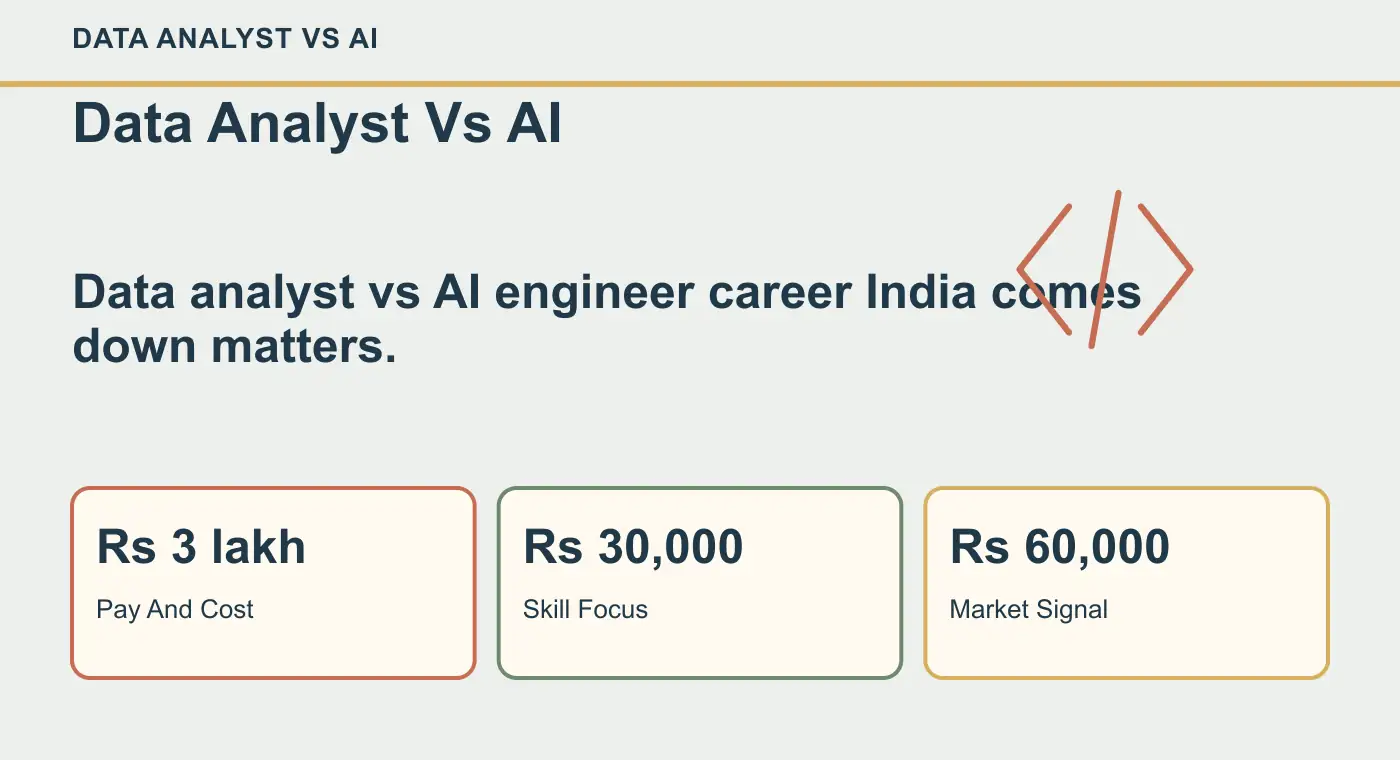 DATA ANALYST VS AI
Data Analyst Vs AI
Data analyst vs AI engineer career India comes
down matters.
Rs 3 lakh
Pay And Cost
Rs 30,000
Skill Focus
Rs 60,000
Market Signal